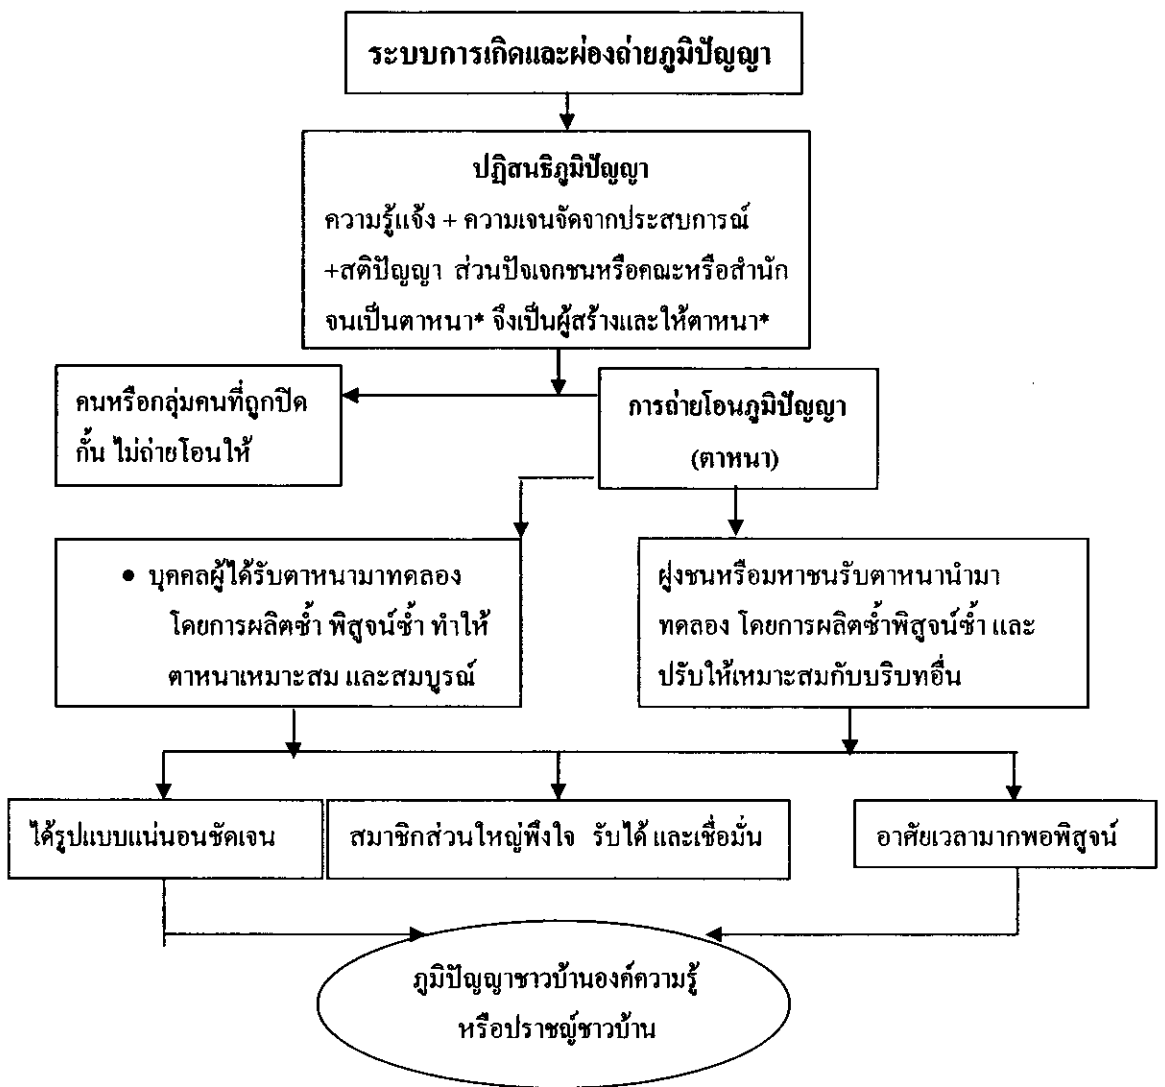 ระบบการเกิดและผ่องถ่ายภูมิปัญญา
ปฏิสนธิภูมิปัญญา
ความรู้แจ้ง + ความเจนจัดจากประสบการณ์
+สติปัญญา ส่วนปัจเจกชนหรือคณะหรือสำนัก
จนเป็นตาหนา* จึงเป็นผู้สร้างและให้ตาหนา*
คนหรือกลุ่มคนที่ถูกปิด
กั้น ไม่ถ่ายโอนให้
การถ่ายโอนภูมิปัญญา
(ตาหนา)
• บุคคลผู้ได้รับตาหนามาทดลอง
โดยการผลิตซ้ำ พิสูจน์ซ้ำ ทำให้
ตาหนาเหมาะสม และสมบูรณ์
ฝูงชนหรือมหาชนรับตาหนานำมา
ทดลอง โดยการผลิตซ้ำพิสูจน์ซ้ำ และ
ปรับให้เหมาะสมกับบริบทอื่น
ได้รูปแบบแน่นอนชัดเจน
สมาชิกส่วนใหญ่พึงใจ รับได้ และเชื่อมั่น
อาศัยเวลามากพอพิสูจน์
ภูมิปัญญาชาวบ้านองค์ความรู้
หรือปราชญ์ชาวบ้าน